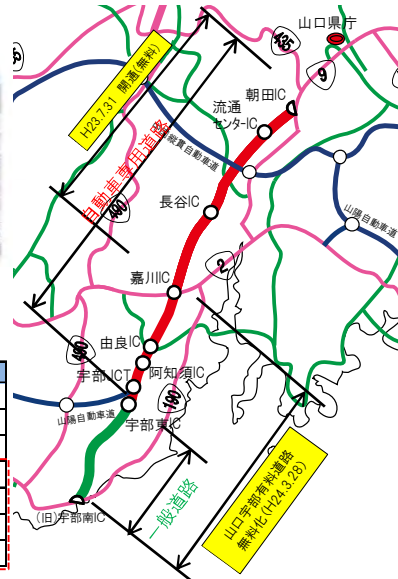 山口県庁
435
9
朝田IC
流通
センターIC
H23.7.31 開通(無料)
自動車専用道路
縦貫自動車道
490
長谷IC
山陽自動車道
2
嘉川IC
由良IC
490
宇部JCT
阿知須IC
190
山陽自動車道
宇部東IC
一般道路
山口宇部有料道路
無料化(H24.3.28)
(旧)宇部南IC